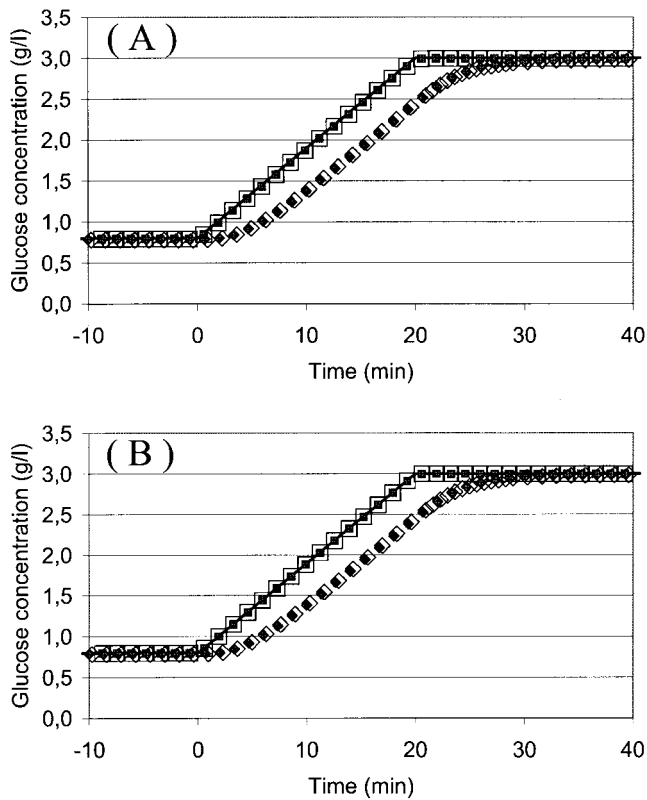 ( A )
Glucose concentration (g/l)
3,5
3,0
2,5
2,0
1,5
1,0
0,5
0,0
-10 0 10 20 30 40
Time (min)
( B )
Glucose concentration (g/l)
3,5
3,0
2,5
2,0
1,5
1,0
0,5
0,0
-10 0 10 20 30 40
Time (min)